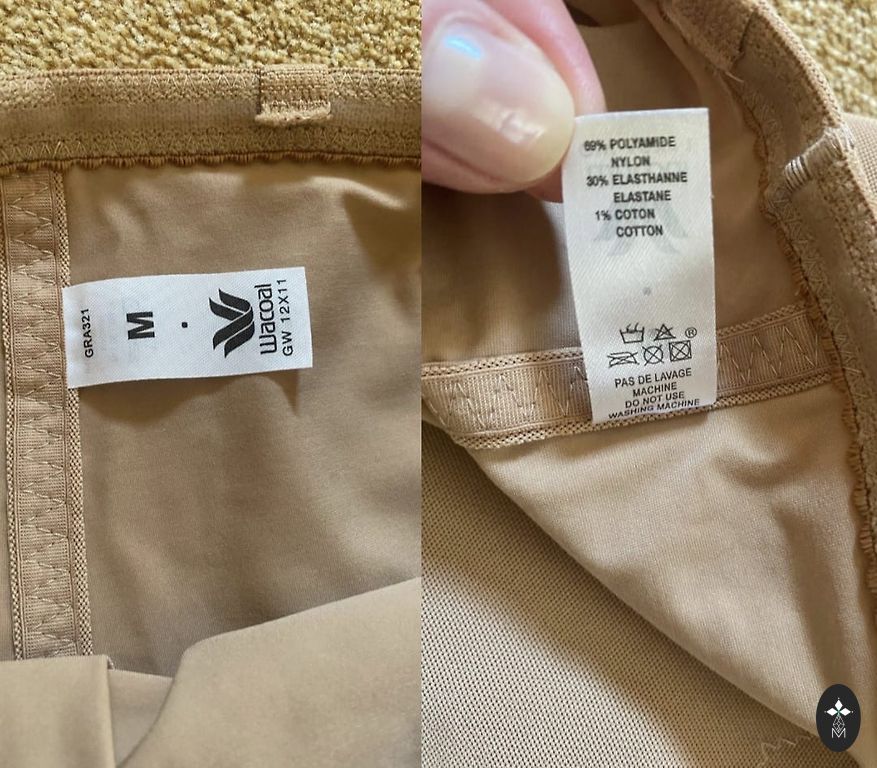 GRA321
M
wacoal
GW 12X11
69% POLYAMIDE
NYLON
30% ELASTHANNE
ELASTANE
1% COTON
COTTON
®
PAS DE LAVAGE
MACHINE
DO NOT USE
WASHING MACHINE
M